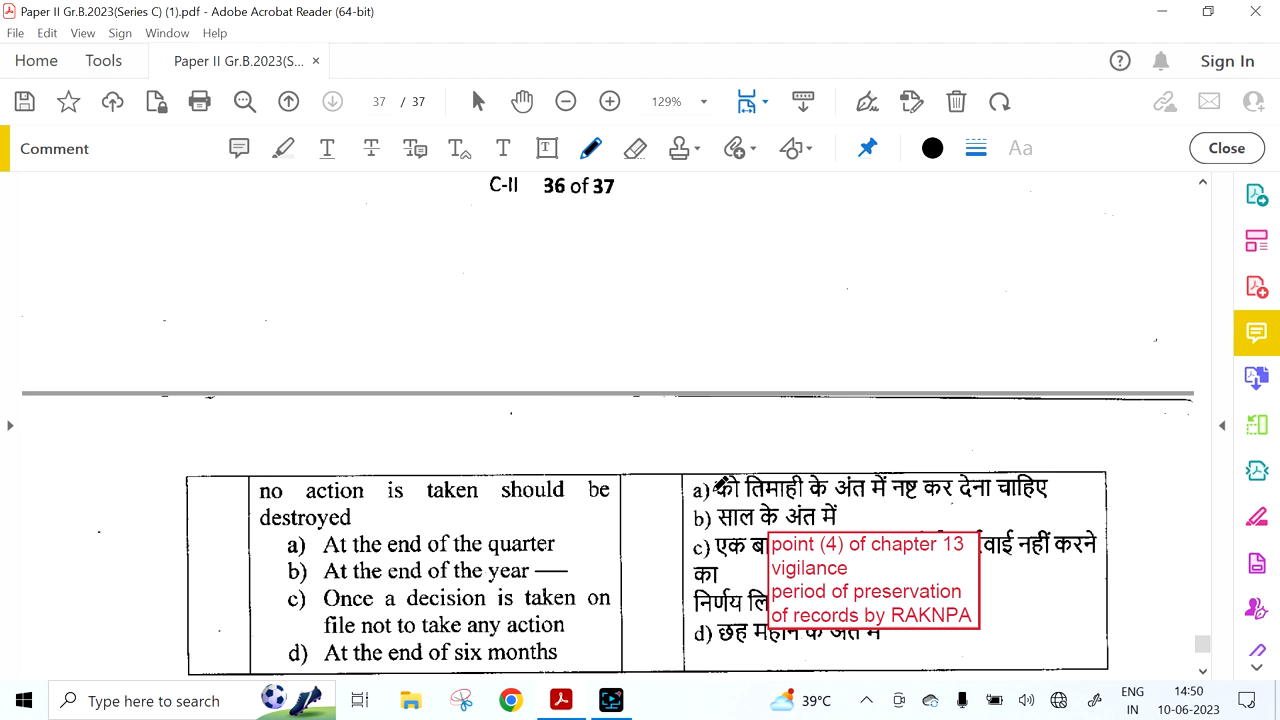 Paper II Gr.B.2023(Series C) (1).pdf - Adobe Acrobat Reader (64-bit)
File Edit View Sign Window Help
Home Tools Paper II Gr.B.2023(S... × Sign In
37 / 37 129%
Comment T T T T T T Aa Close
C-II 36 of 37
no action is taken should be
destroyed
a) At the end of the quarter
b) At the end of the year
c) Once a decision is taken on
file not to take any action
d) At the end of six months
a) को तिमाही के अंत में नष्ट कर देना चाहिए
b) साल के अंत में
c) एक नहीं करने
का
निर्णय
d) छह
point (4) of chapter 13
vigilance
period of preservation
of records by RAKNPA
Type here to search 39°C ENG IN 14:50 10-06-2023